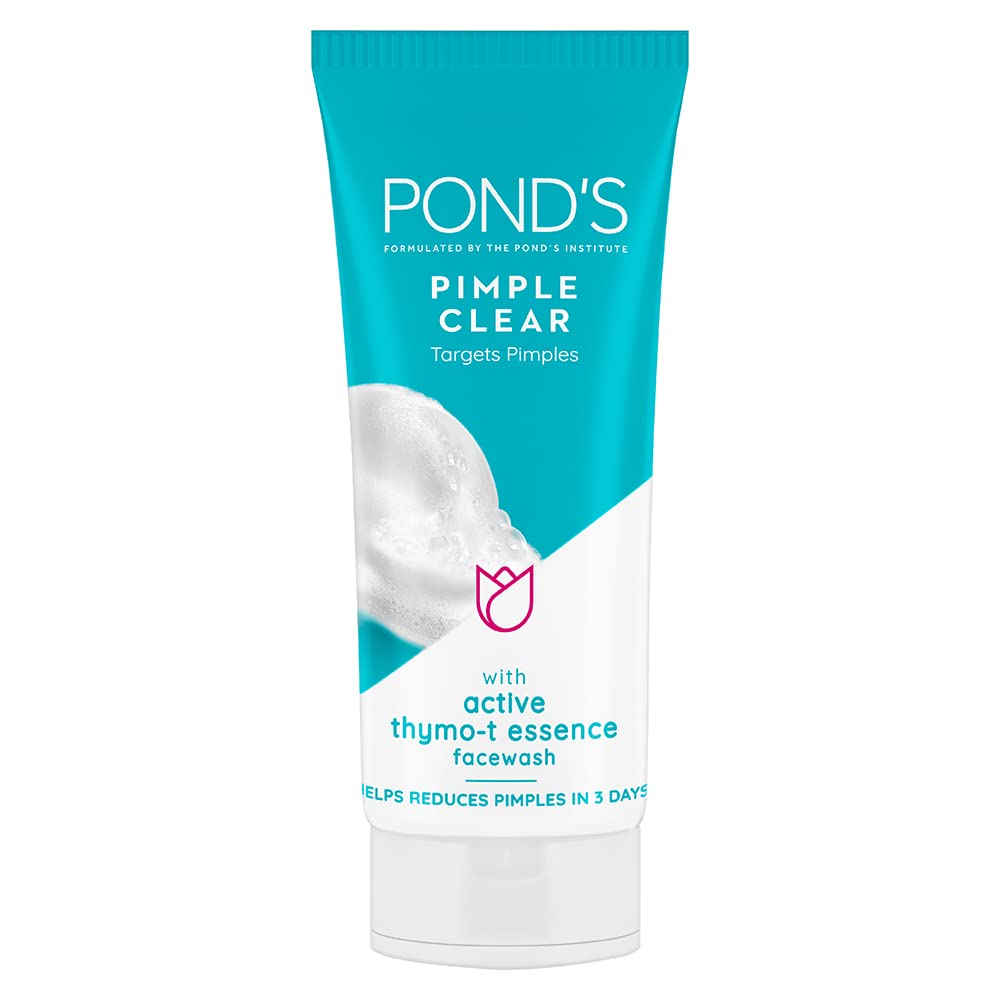 POND'S
FORMULATED BY THE POND'S INSTITUTE
PIMPLE
CLEAR
Targets Pimples
with
active
thymo-t essence
facewash
ELPS REDUCES PIMPLES IN 3 DAYS